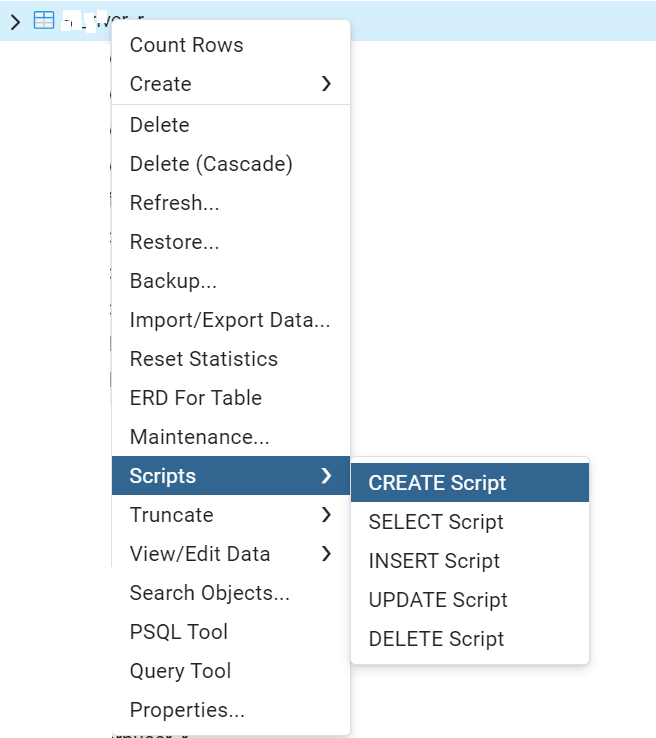 Count Rows
Create
Delete
Delete (Cascade)
Refresh...
Restore...
Backup...
Import/Export Data...
Reset Statistics
ERD For Table
Maintenance...
Scripts
CREATE Script
Truncate
SELECT Script
View/Edit Data
INSERT Script
Search Objects...
UPDATE Script
PSQL Tool
DELETE Script
Query Tool
Properties...